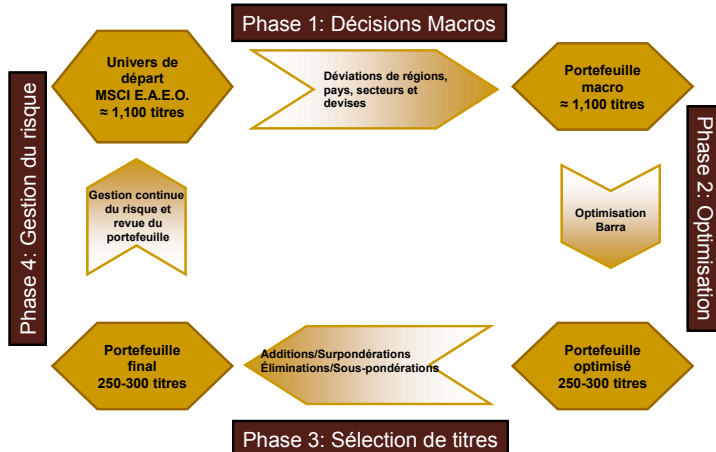 Phase 1: Décisions Macros
Univers de
départ
MSCI E.A.E.O.
≈ 1,100 titres
Déviations de régions,
pays, secteurs et
devises
Portefeuille
macro
≈ 1,100 titres
Phase 2: Optimisation
Optimisation
Barra
Portefeuille
optimisé
250-300 titres
Phase 3: Sélection de titres
Additions/Surpondérations
Éliminations/Sous-pondérations
Portefeuille
final
250-300 titres
Phase 4: Gestion du risque
Gestion continue
du risque et
revue du
portefeuille